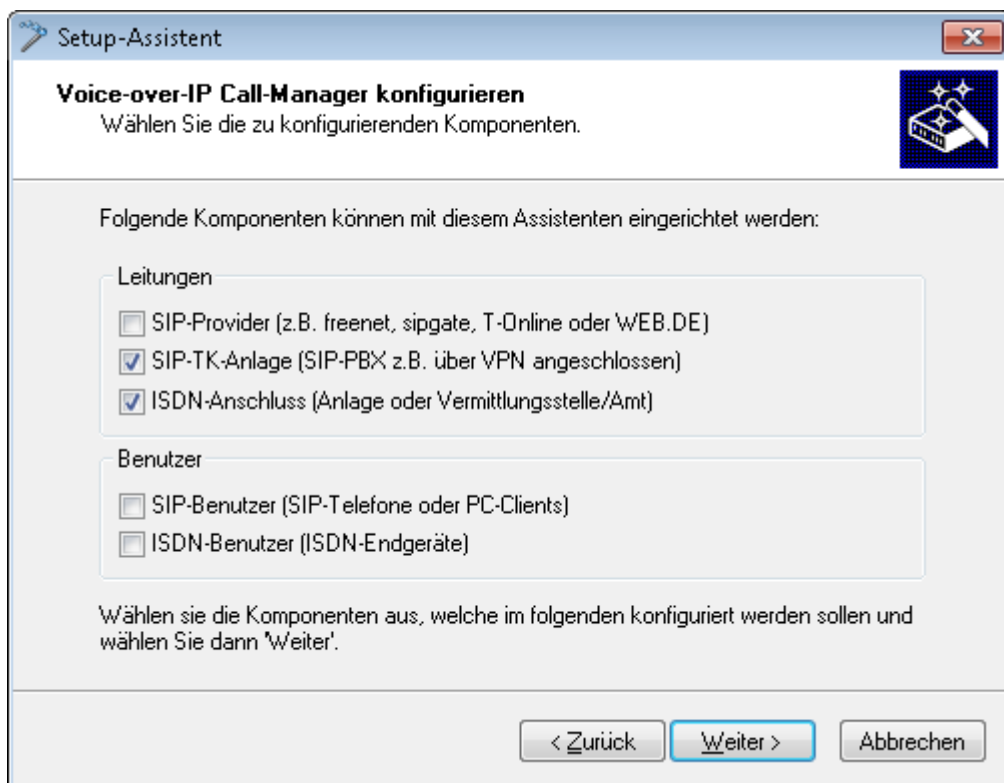 Setup-Assistent
Voice-over-IP Call-Manager konfigurieren
Wählen Sie die zu konfigurierenden Komponenten.
Folgende Komponenten können mit diesem Assistenten eingerichtet werden:
Leitungen
SIP-Provider (z.B. freenet, sipgate, T-Online oder WEB.DE)
SIP-TK-Anlage (SIP-PBX z.B. über VPN angeschlossen)
ISDN-Anschluss (Anlage oder Vermittlungsstelle/Amt)
Benutzer
SIP-Benutzer (SIP-Telefone oder PC-Clients)
ISDN-Benutzer (ISDN-Endgeräte)
Wählen sie die Komponenten aus, welche im folgenden konfiguriert werden sollen und
wählen Sie dann 'Weiter'.
< Zurück Weiter > Abbrechen